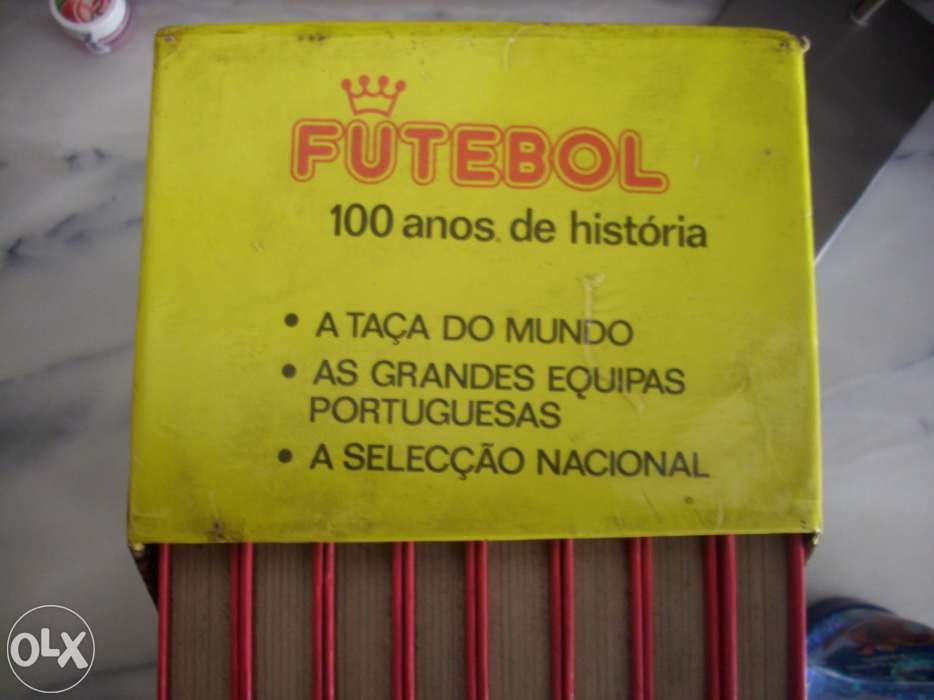 FUTEBOL
100 anos de história
• A TAÇA DO MUNDO
• AS GRANDES EQUIPAS
PORTUGUESAS
• A SELECÇÃO NACIONAL
OLX